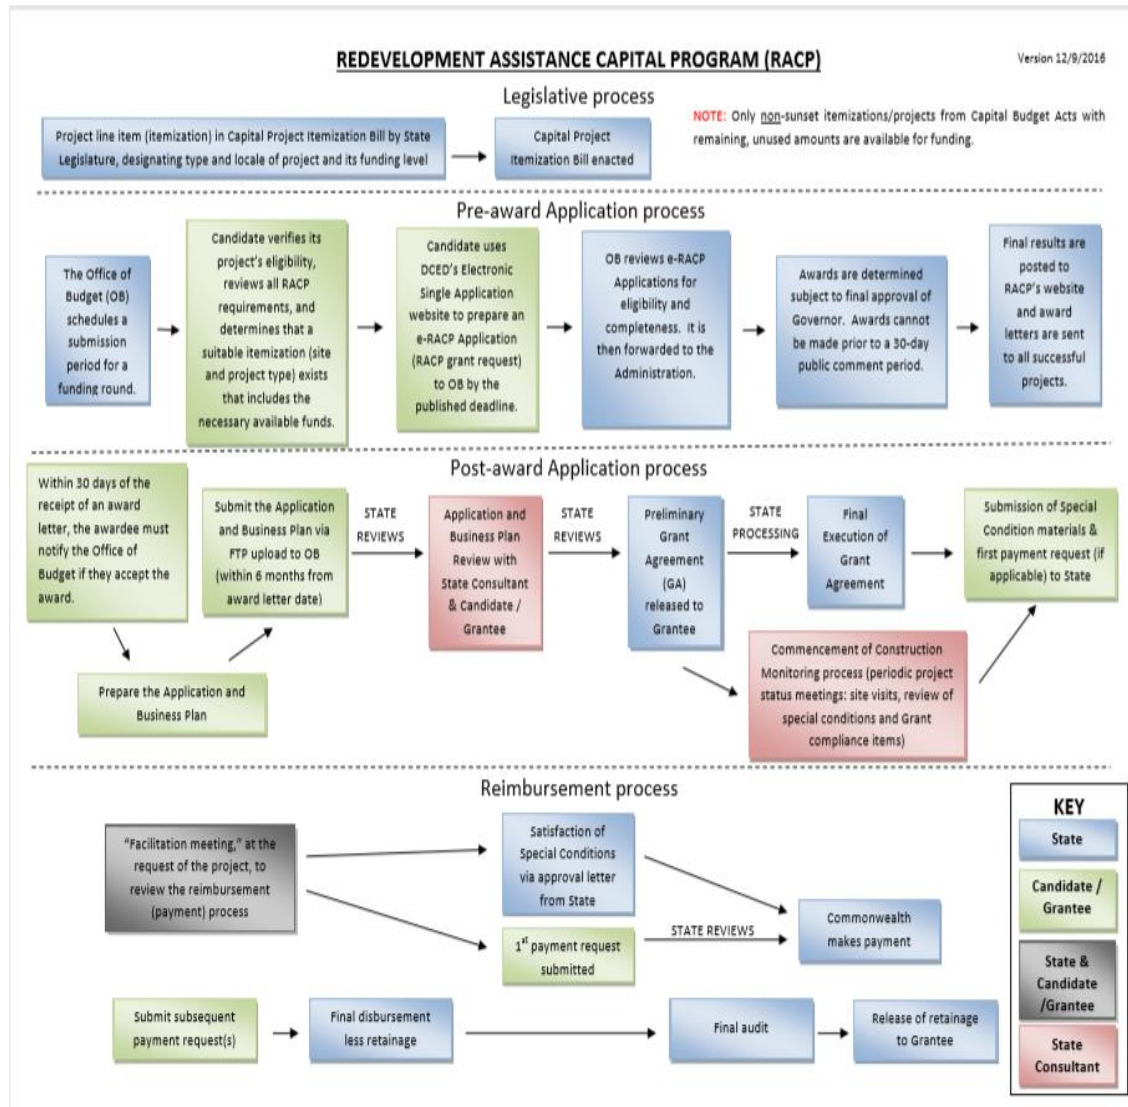 REDEVELOPMENT ASSISTANCE CAPITAL PROGRAM (RACP)
Version 12/9/2016
Legislative process
Project line item (itemization) in Capital Project Itemization Bill by State
Legislature, designating type and locale of project and its funding level
Capital Project
Itemization Bill enacted
NOTE: Only non-sunset itemizations/projects from Capital Budget Acts with
remaining, unused amounts are available for funding.
Pre-award Application process
The Office of
Budget (OB)
schedules a
submission
period for a
funding round.
Candidate verifies its
project's eligibility,
reviews all RACP
requirements, and
determines that a
suitable itemization (site
and project type) exists
that includes the
necessary available funds.
Candidate uses
DCED's Electronic
Single Application
website to prepare an
e-RACP Application
(RACP grant request)
to OB by the
published deadline.
OB reviews e-RACP
Applications for
eligibility and
completeness. It is
then forwarded to the
Administration.
Awards are determined
subject to final approval of
Governor. Awards cannot
be made prior to a 30-day
public comment period.
Final results are
posted to
RACP's website
and award
letters are sent
to all successful
projects.
Post-award Application process
Within 30 days of the
receipt of an award
letter, the awardee must
notify the Office of
Budget if they accept the
award.
Prepare the Application and
Business Plan
Submit the Application
and Business Plan via
FTP upload to OB
(within 6 months from
award letter date)
STATE
REVIEWS
Application and
Business Plan
Review with
State Consultant
& Candidate /
Grantee
STATE
REVIEWS
Preliminary
Grant
Agreement
(GA)
released to
Grantee
STATE
PROCESSING
Final
Execution of
Grant
Agreement
Commencement of Construction
Monitoring process (periodic project
status meetings: site visits, review of
special conditions and Grant
compliance items)
Submission of Special
Condition materials &
first payment request (if
applicable) to State
Reimbursement process
"Facilitation meeting," at the
request of the project, to
review the reimbursement
(payment) process
Satisfaction of
Special Conditions
via approval letter
from State
1st payment request
submitted
STATE REVIEWS
Commonwealth
makes payment
Submit subsequent
payment request(s)
Final disbursement
less retainage
Final audit
Release of retainage
to Grantee
KEY
State
Candidate /
Grantee
State &
Candidate
/Grantee
State
Consultant